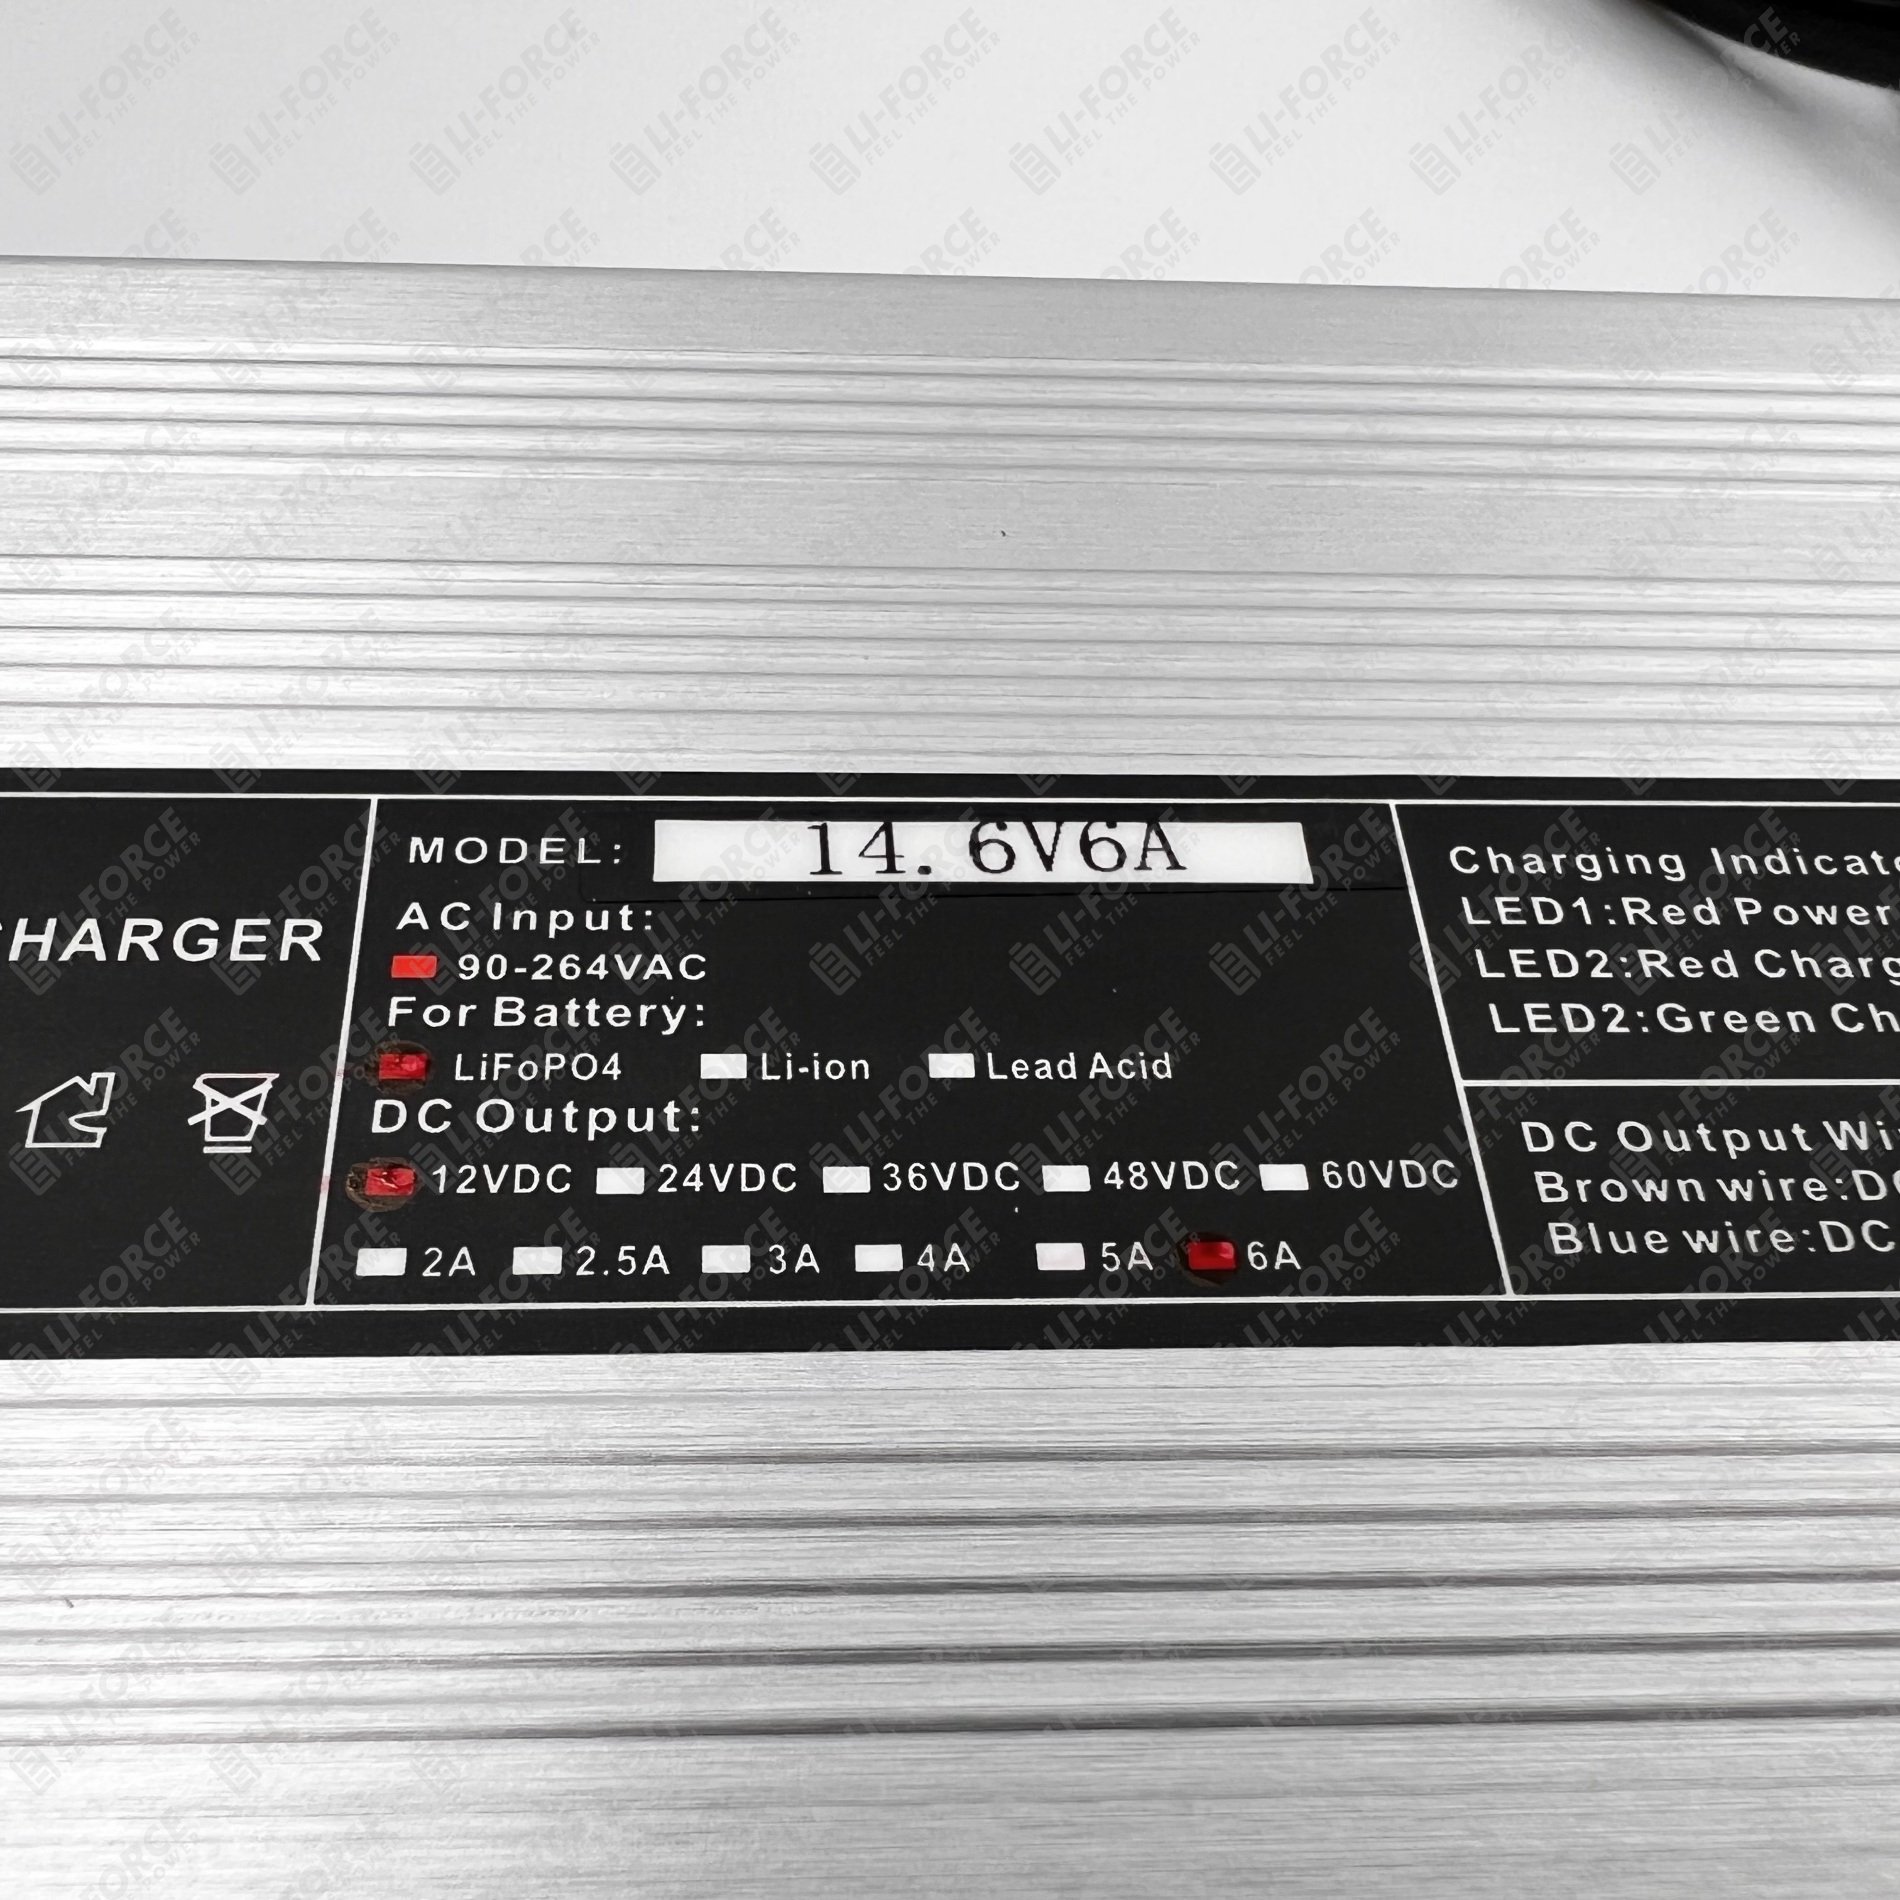 LI-FORCE
FEEL THE POWER
CHARGER
MODEL: 14.6V6A
AC Input:
90-264VAC
For Battery:
LiFoPO4 Li-ion Lead Acid
DC Output:
12VDC 24VDC 36VDC 48VDC 60VDC
2A 2.5A 3A 4A 5A 6A
Charging Indicat
LED1:Red Power
LED2:Red Charg
LED2:Green Ch
DC Output Wi
Brown wire:D
Blue wire:DC